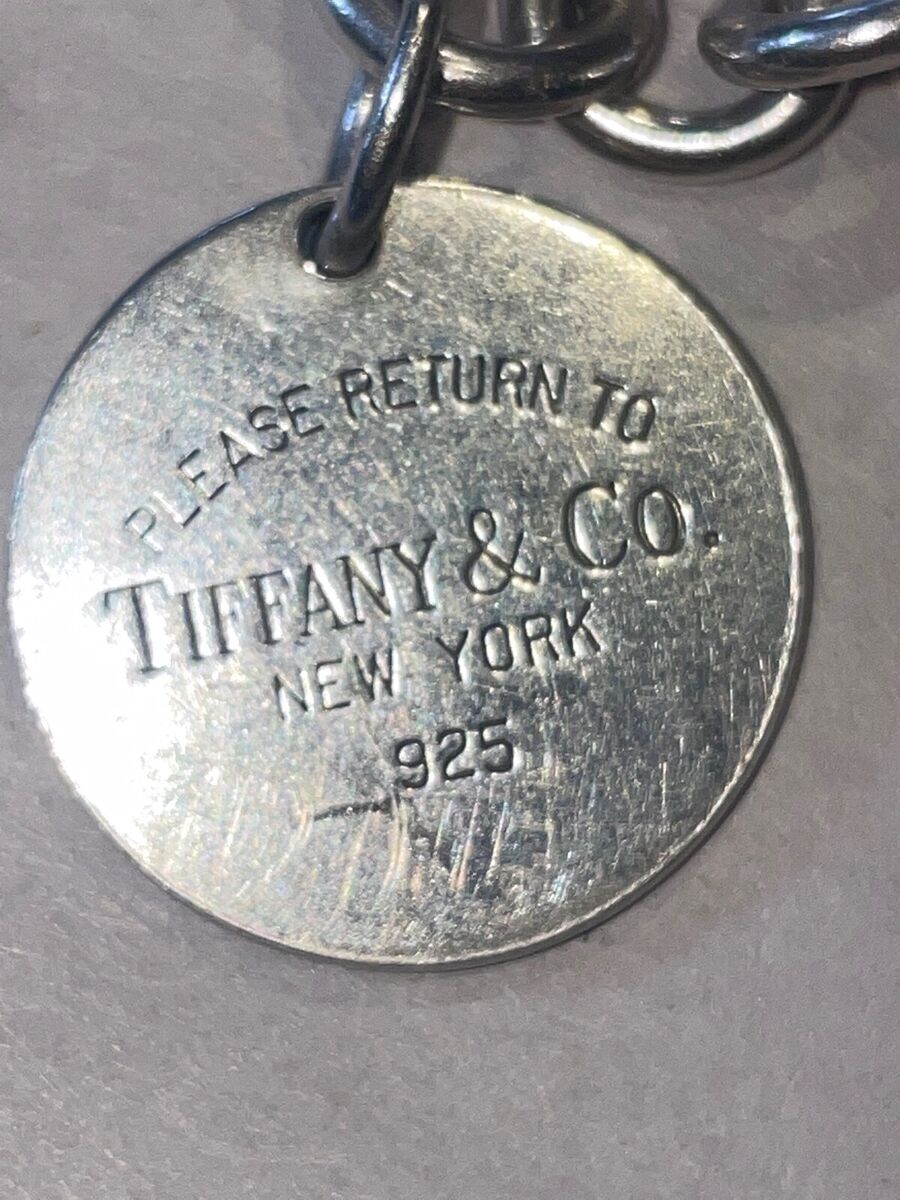 PLEASE RETURN TO
TIFFANY & CO.
NEW YORK
925